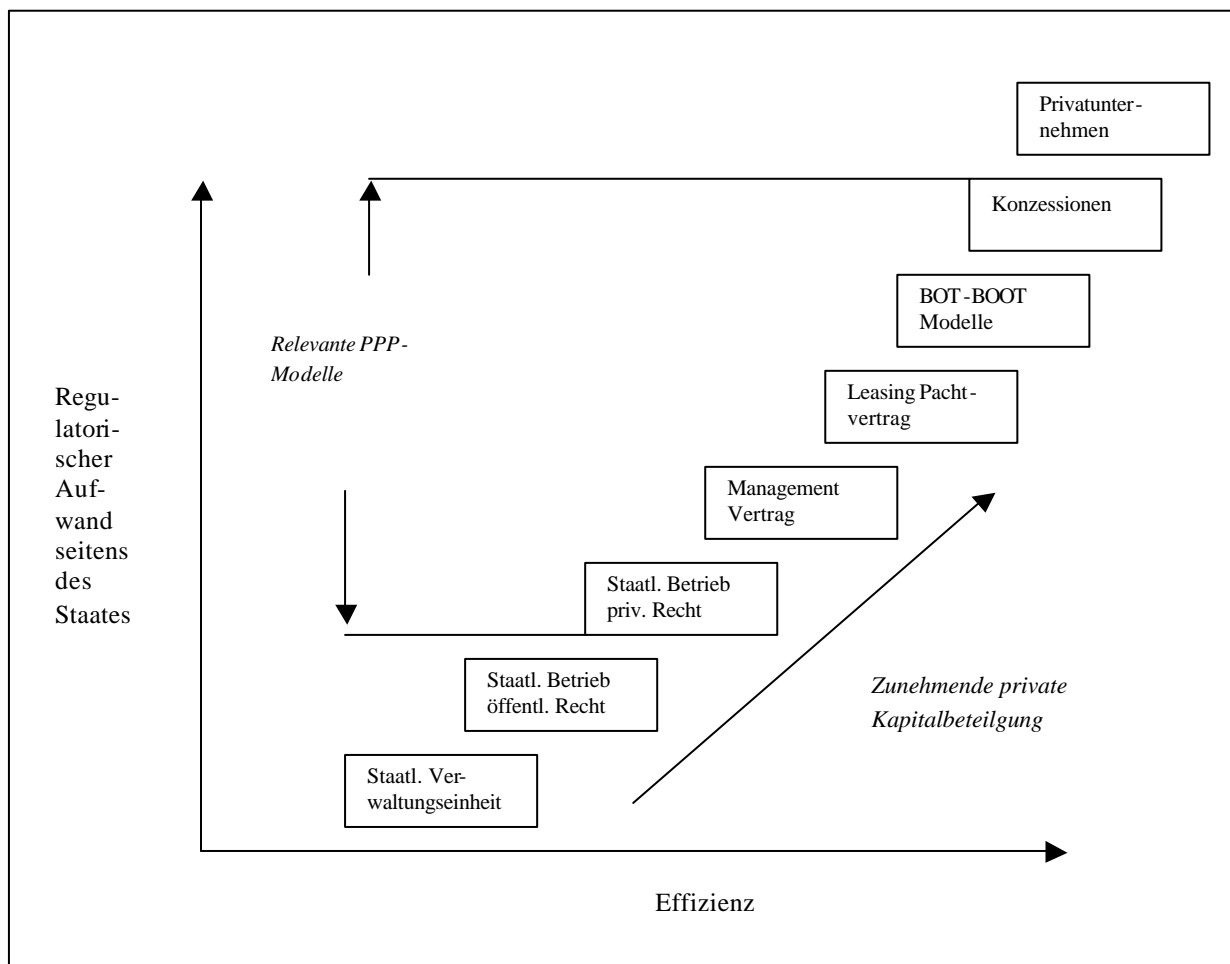 Privatunter-
nehmen
Konzessionen
BOT-BOOT
Modelle
Relevante PPP-
Modelle
Leasing Pacht-
vertrag
Regu-
latori-
scher
Auf-
wand
seitens
des
Staates
Management
Vertrag
Staatl. Betrieb
priv. Recht
Staatl. Betrieb
öffentl. Recht
Zunehmende private
Kapitalbeteilgung
Staatl. Ver-
waltungseinheit
Effizienz